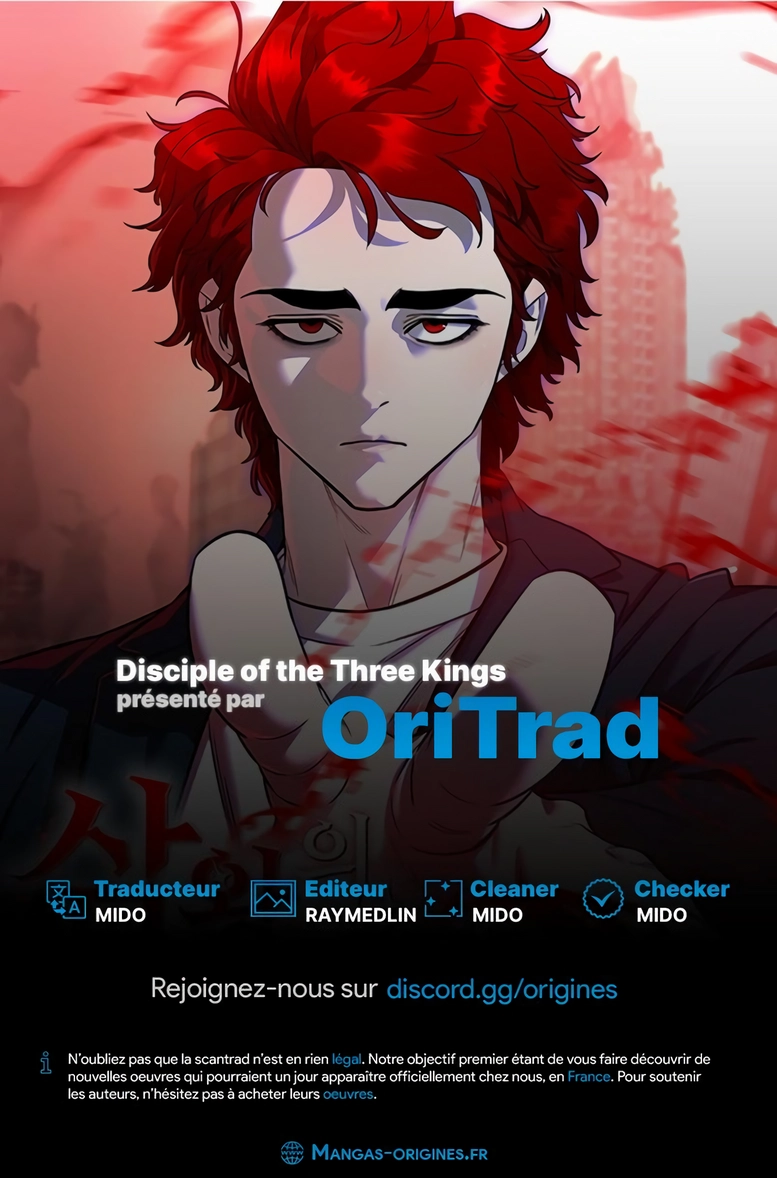 Disciple of the Three Kings
présenté par
OriTrad
Traducteur
MIDO
Editeur
RAYMEDLIN
Cleaner
MIDO
Checker
MIDO
Rejoignez-nous sur discord.gg/origines
N'oubliez pas que la scantrad n'est en rien légal. Notre objectif premier étant de vous faire découvrir de
nouvelles oeuvres qui pourraient un jour apparaître officiellement chez nous, en France. Pour soutenir
les auteurs, n'hésitez pas à acheter leurs oeuvres.
MANGAS-ORIGINES.FR